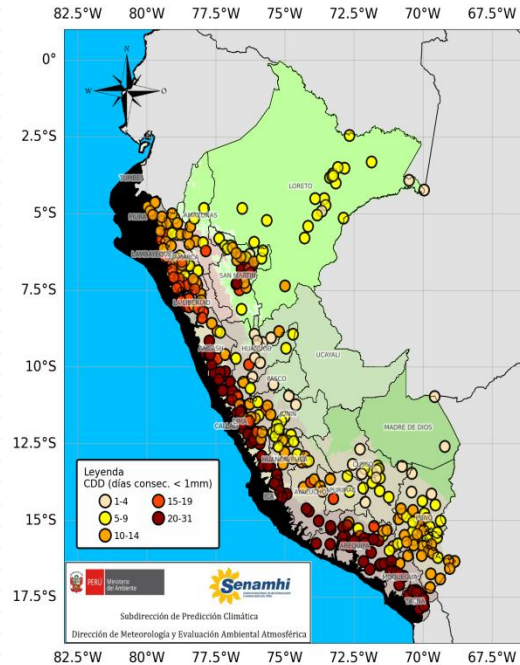 82.5°W 80°W 77.5°W 75°W 72.5°W 70°W 67.5°W
N
W
O
S
0°
2.5°S
TUMBES
LORETO
5°S
PIURA
AMAZONAS
LAMBAYEQUE
SAN MARTIN
7.5°S
LA LIBERTAD
10°S
HUANUCO
UCAYALI
PASCO
MADRE DE DIOS
12.5°S
LIMA
JUNIN
HUANCAVELICA
CUSCO
AYACUCHO
ICA
PUNO
15°S
AREQUIPA
MOQUEGUA
TACNA
17.5°S
Leyenda
CDD (días consec. < 1mm)
1-4 15-19
5-9 20-31
10-14
PERÚ Ministerio del Ambiente
Senamhi
Subdirección de Predicción Climática
Dirección de Meteorología y Evaluación Ambiental Atmosférica
82.5°W 80°W 77.5°W 75°W 72.5°W 70°W 67.5°W